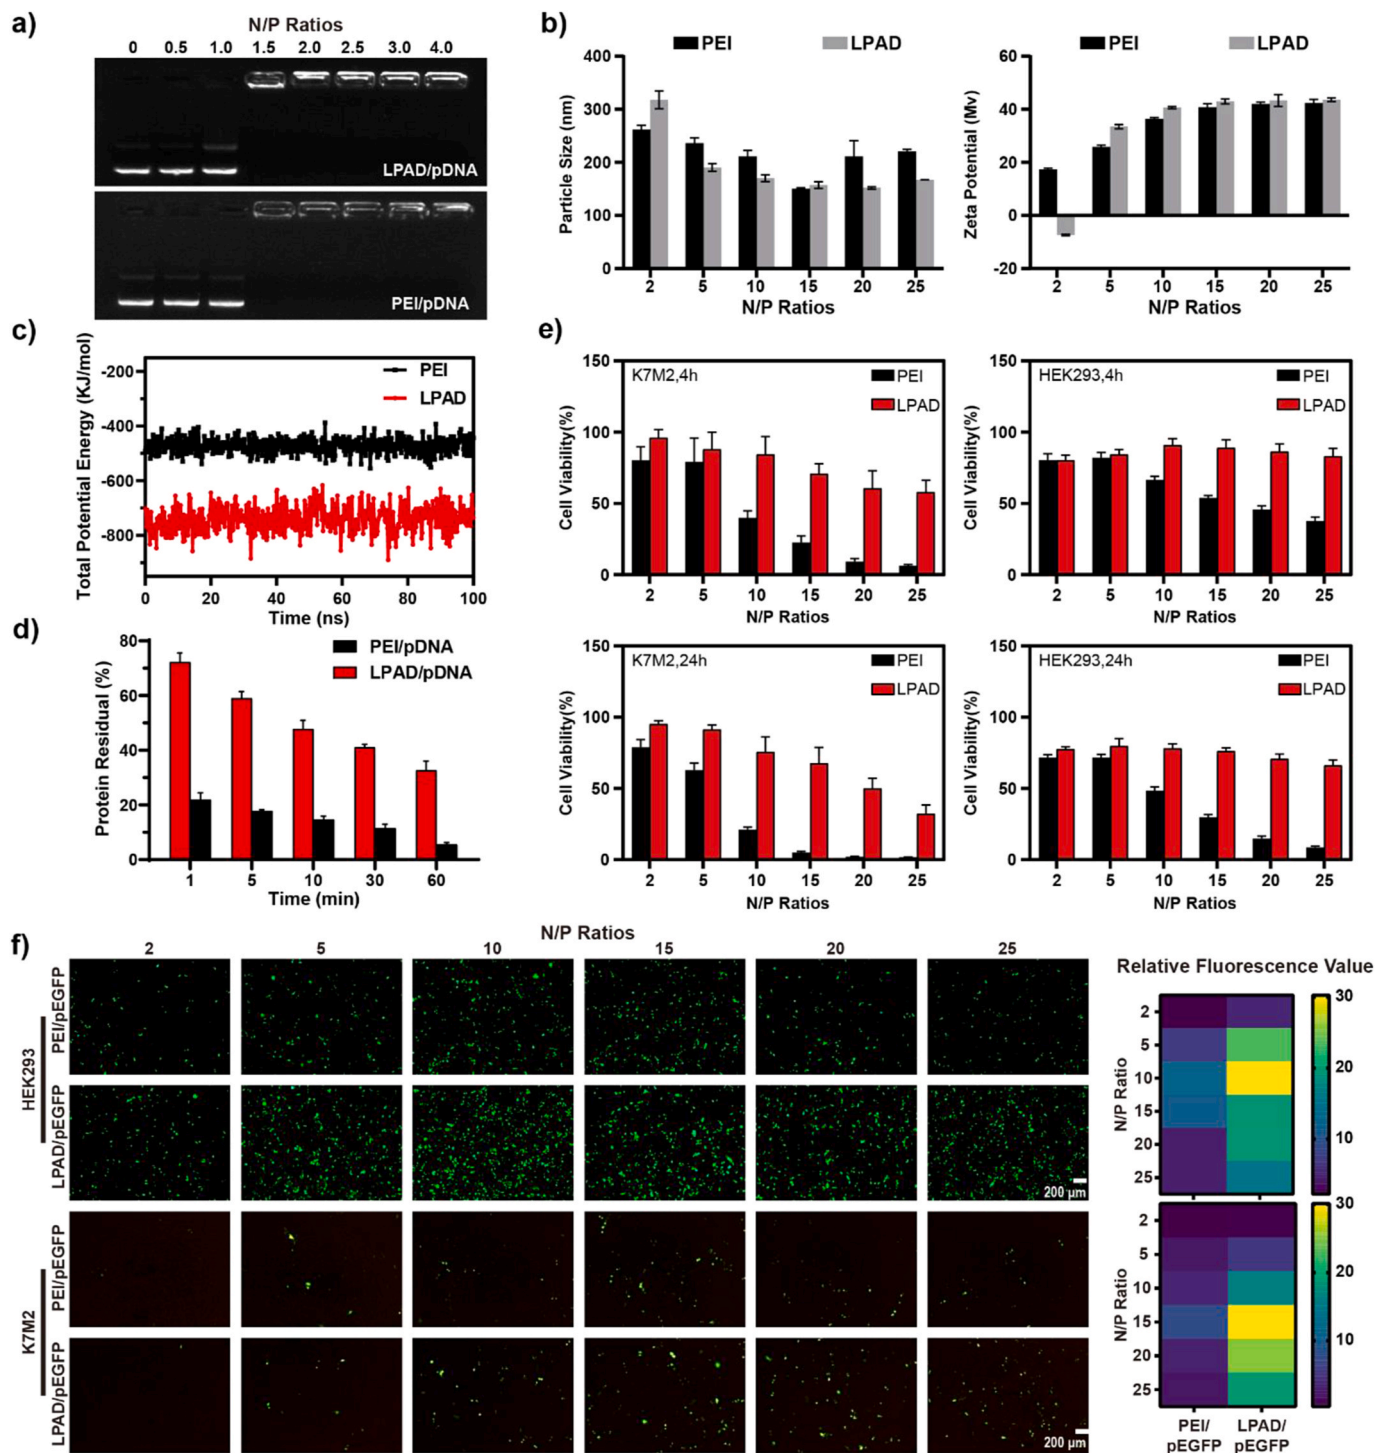 a)
N/P Ratios
0 0.5 1.0 1.5 2.0 2.5 3.0 4.0
LPAD/pDNA
PEI/pDNA
b)
PEI LPAD
Particle Size (nm)
400
300
200
100
0
2 5 10 15 20 25
N/P Ratios
PEI LPAD
Zeta Potential (Mv)
60
40
20
0
-20
2 5 10 15 20 25
N/P Ratios
c)
Total Potential Energy (KJ/mol)
-200
-400
-600
-800
PEI
LPAD
0 20 40 60 80 100
Time (ns)
d)
Protein Residual (%)
80
60
40
20
0
PEI/pDNA
LPAD/pDNA
1 5 10 30 60
Time (min)
e)
Cell Viability(%)
150
100
50
0
K7M2,4h
PEI
LPAD
2 5 10 15 20 25
N/P Ratios
Cell Viability(%)
150
100
50
0
HEK293,4h
PEI
LPAD
2 5 10 15 20 25
N/P Ratios
Cell Viability(%)
150
100
50
0
K7M2,24h
PEI
LPAD
2 5 10 15 20 25
N/P Ratios
Cell Viability(%)
150
100
50
0
HEK293,24h
PEI
LPAD
2 5 10 15 20 25
N/P Ratios
f)
N/P Ratios
2 5 10 15 20 25
HEK293
PEI/pEGFP
LPAD/pEGFP
200 μm
K7M2
PEI/pEGFP
LPAD/pEGFP
200 μm
Relative Fluorescence Value
N/P Ratio
2
5
10
15
20
25
30
20
10
N/P Ratio
2
5
10
15
20
25
30
20
10
PEI/ LPAD/
pEGFP pEGFP